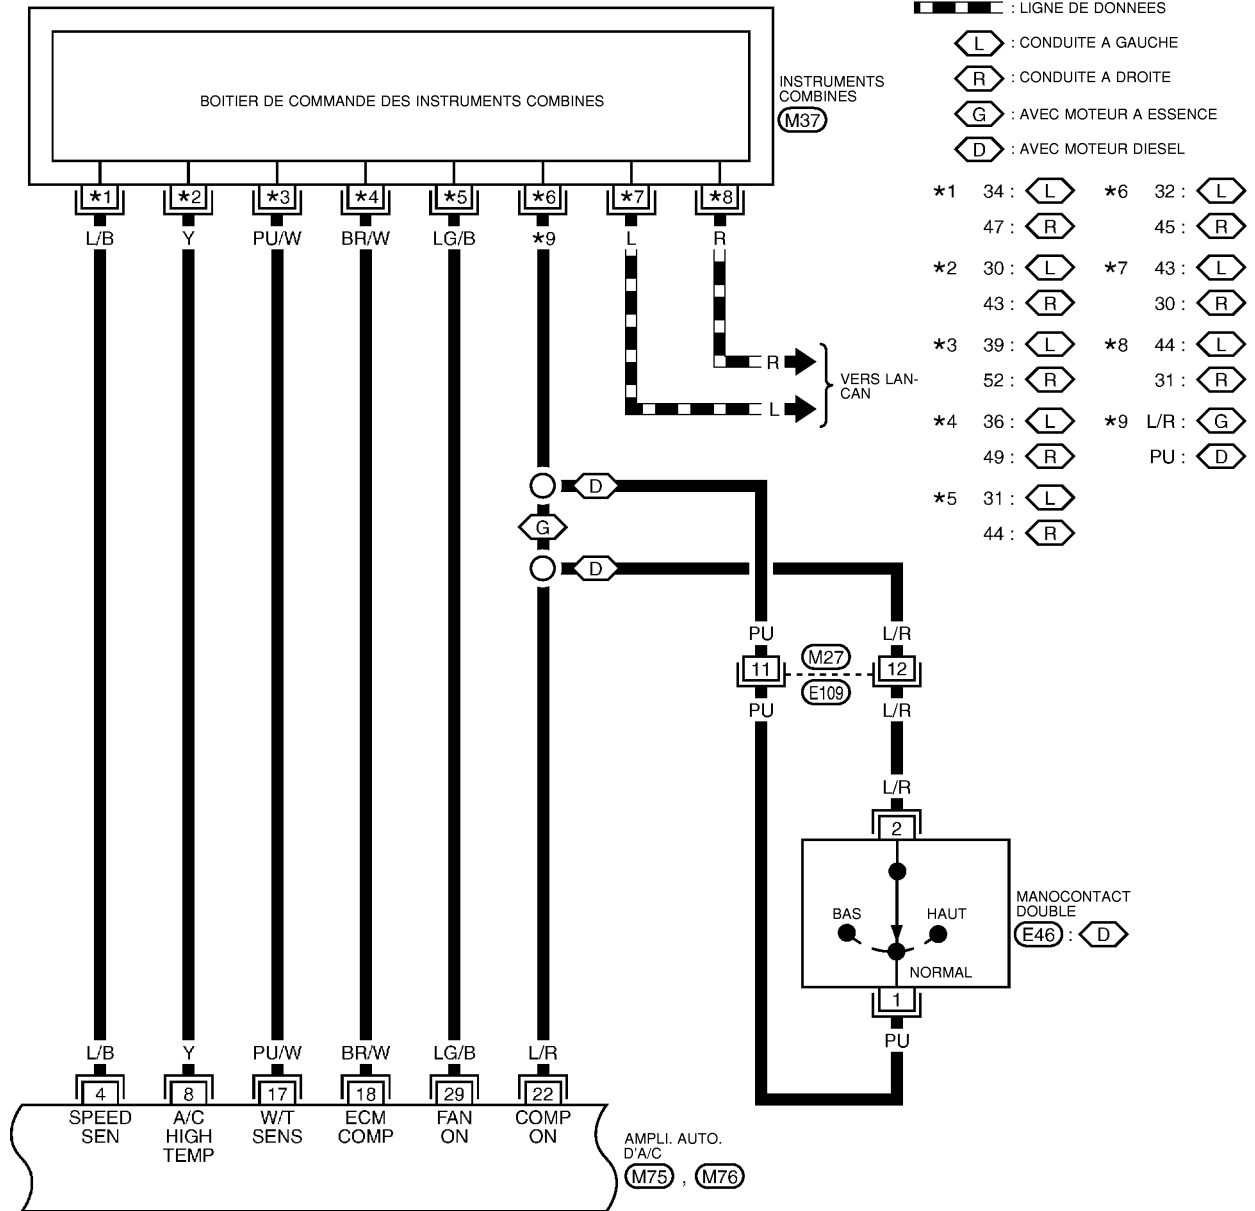 : LIGNE DE DONNEES
L : CONDUITE A GAUCHE
R : CONDUITE A DROITE
G : AVEC MOTEUR A ESSENCE
D : AVEC MOTEUR DIESEL
BOITIER DE COMMANDE DES INSTRUMENTS COMBINES
INSTRUMENTS
COMBINES
M37
*1 *2 *3 *4 *5 *6 *7 *8
L/B Y PU/W BR/W LG/B *9 L R
*1 34 : L *6 32 : L
47 : R 45 : R
*2 30 : L *7 43 : L
43 : R 30 : R
*3 39 : L *8 44 : L
52 : R 31 : R
*4 36 : L *9 L/R : G
49 : R PU : D
*5 31 : L
44 : R
R
L
VERS LAN-
CAN
D
G
D
PU L/R
11 M27 12
E109
PU L/R
L/R
2
BAS HAUT
NORMAL
1
PU
MANOCONTACT
DOUBLE
E46 : D
L/B Y PU/W BR/W LG/B L/R
4 8 17 18 29 22
SPEED A/C W/T ECM FAN COMP
SEN HIGH SENS COMP ON ON
TEMP
AMPLI. AUTO.
D'A/C
M75 , M76